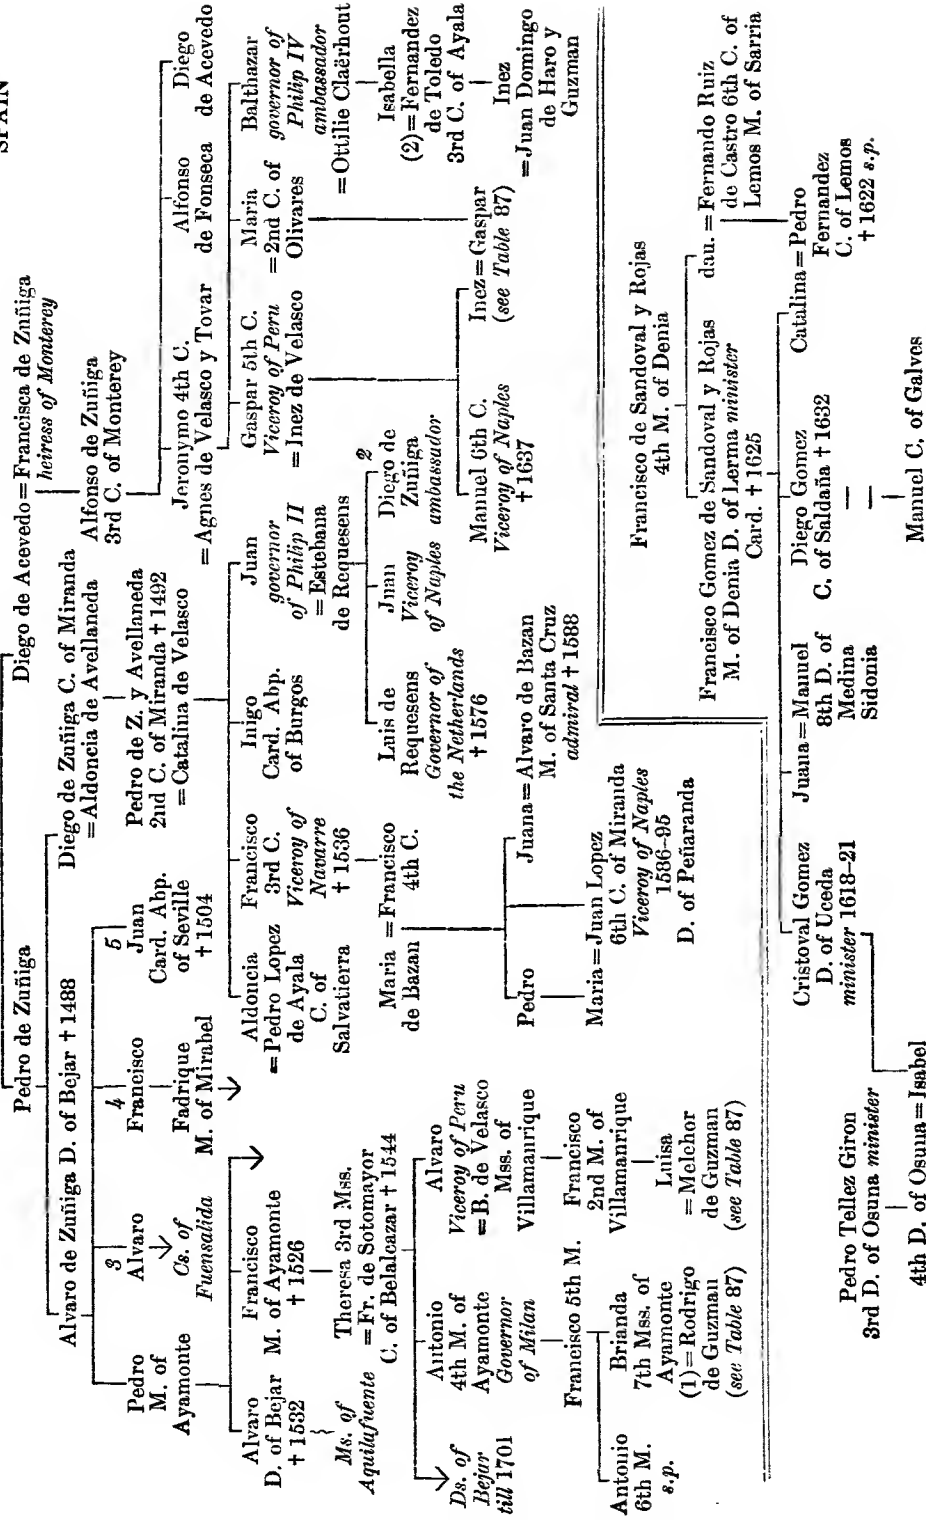 SPAIN
Pedro de Zuñiga
Diego de Acevedo = Francisca de Zuñiga
heiress of Monterey
Alvaro de Zuñiga D. of Bejar † 1488
Diego de Zuñiga C. of Miranda
= Aldoncia de Avellaneda
Alfonso de Zuñiga
3rd C. of Monterey
Pedro
M. of
Ayamonte
3
Alvaro
Cs. of
Fuensalida
4
Francisco
Fadrique
M. of Mirabel
5
Juan
Card. Abp.
of Seville
† 1504
Pedro de Z. y Avellaneda
2nd C. of Miranda † 1492
= Catalina de Velasco
Jeronymo 4th C.
= Agnes de Velasco y Tovar
Alfonso
de Fonseca
Diego
de Acevedo
Alvaro
D. of Bejar
† 1532
Ms. of
Aquilafuente
Francisco
M. of Ayamonte
† 1526
Theresa 3rd Mss.
= Fr. de Sotomayor
C. of Belalcazar † 1544
Aldoncia
= Pedro Lopez
de Ayala
C. of
Salvatierra
Francisco
3rd C.
Viceroy of
Navarre
† 1536
Inigo
Card. Abp.
of Burgos
Juan
governor
of Philip II
= Estebana
de Requesens
Gaspar 5th C.
Viceroy of Peru
= Inez de Velasco
Maria
= 2nd C. of
Olivares
Balthazar
governor of
Philip IV
ambassador
= Ottilie Claërhout
Maria = Francisco
de Bazan 4th C.
Luis de
Requesens
Governor of
the Netherlands
† 1576
Juan
Viceroy
of Naples
2
Diego de
Zuñiga
ambassador
Isabella
(2) = Fernandez
de Toledo
3rd C. of Ayala
Inez
= Juan Domingo
de Haro y
Guzman
Ds. of
Bejar
till 1701
Antonio
4th M. of
Ayamonte
Governor
of Milan
Alvaro
Viceroy of Peru
= B. de Velasco
Mss. of
Villamanrique
Pedro
Maria = Juan Lopez
6th C. of Miranda
Viceroy of Naples
1586–95
D. of Peñaranda
Juana = Alvaro de Bazan
M. of Santa Cruz
admiral † 1588
Manuel 6th C.
Viceroy of Naples
† 1637
Inez = Gaspar
(see Table 87)
Francisco 5th M.
Francisco
2nd M. of
Villamanrique
Antonio
6th M.
s.p.
Brianda
7th Mss. of
Ayamonte
(1) = Rodrigo
de Guzman
(see Table 87)
Luisa
= Melchor
de Guzman
(see Table 87)
Francisco de Sandoval y Rojas
4th M. of Denia
Francisco Gomez de Sandoval y Rojas
M. of Denia D. of Lerma minister
Card. † 1625
dau. = Fernando Ruiz
de Castro 6th C. of
Lemos M. of Sarria
Cristoval Gomez
D. of Uceda
minister 1618–21
Juana = Manuel
8th D. of
Medina
Sidonia
Diego Gomez
C. of Saldaña † 1632
—
—
Manuel C. of Galves
Catalina = Pedro
Fernandez
C. of Lemos
† 1622 s.p.
Pedro Tellez Giron
3rd D. of Osuna minister
4th D. of Osuna = Isabel